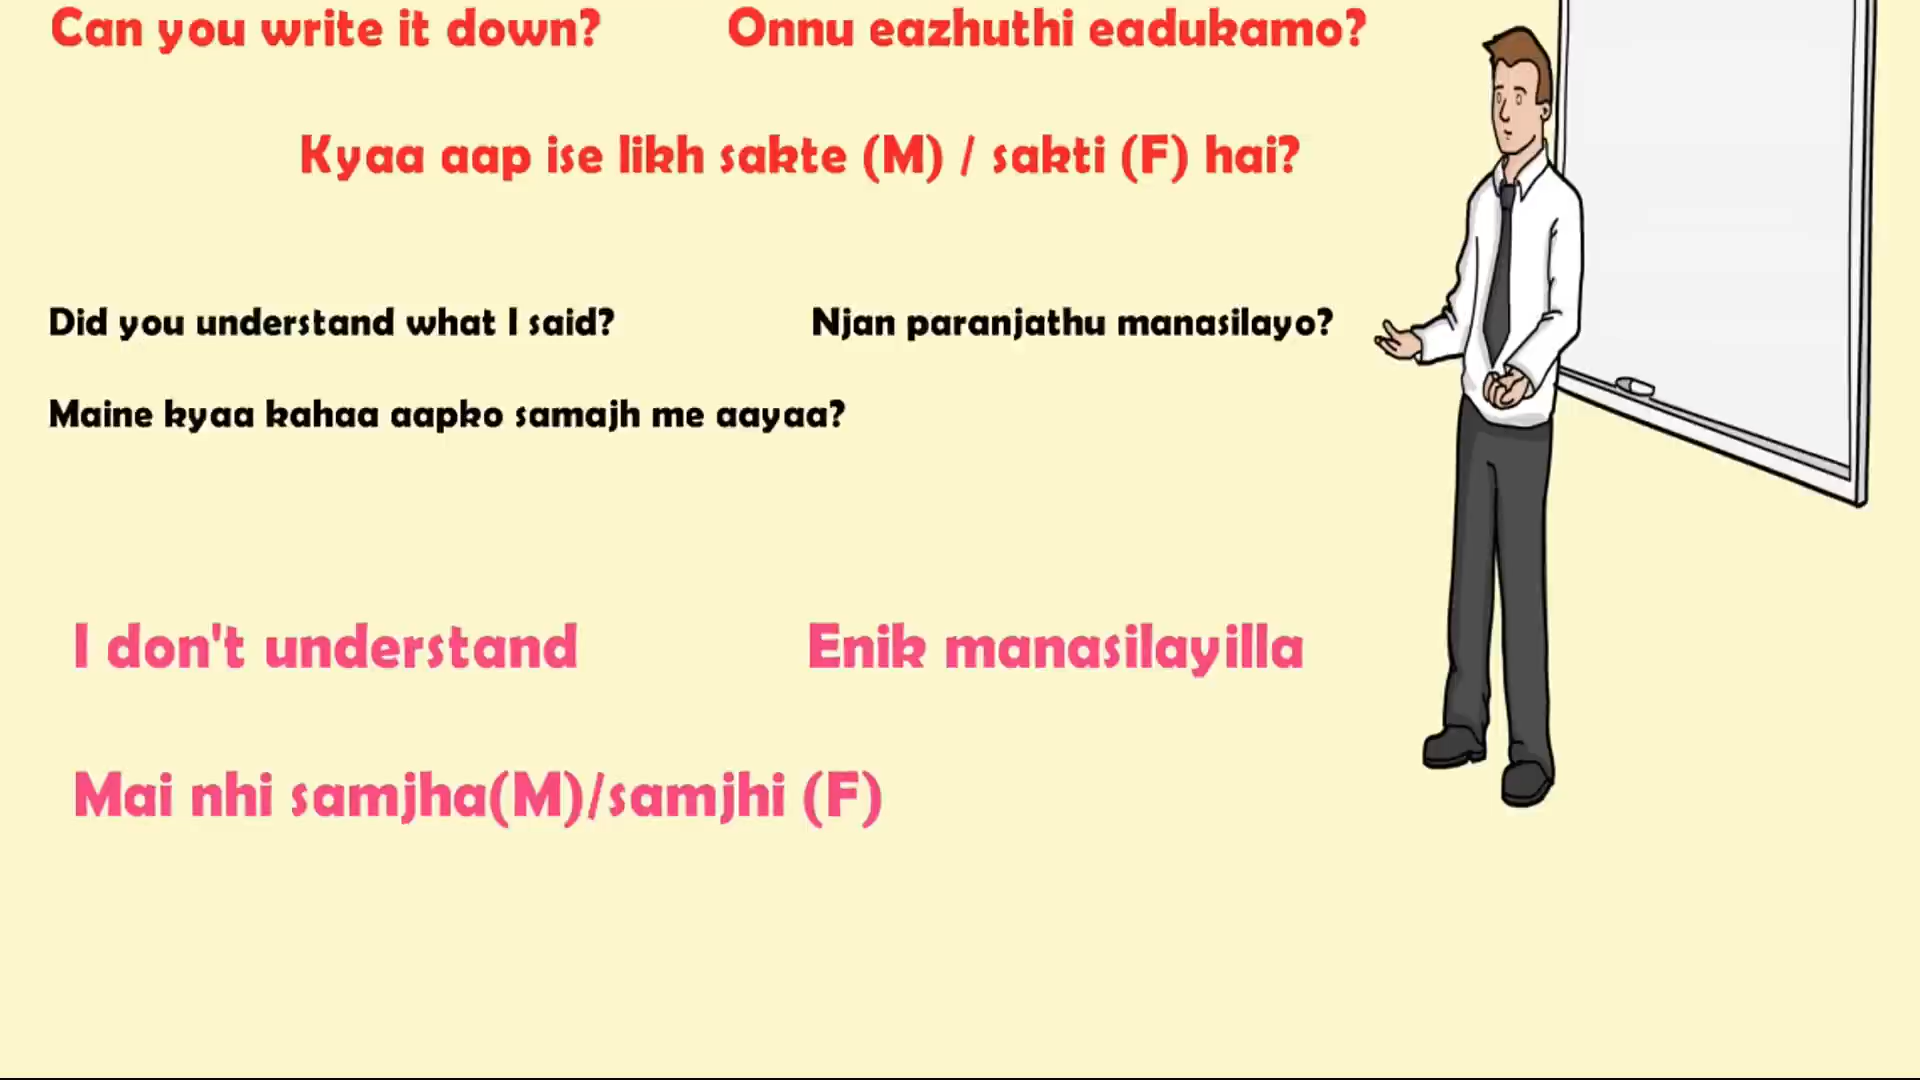 Can you write it down? Onnu eazhuthi eadukamo?
Kyaa aap ise likh sakte (M) / sakti (F) hai?
Did you understand what I said? Njan paranjathu manasilayo?
Maine kyaa kahaa aapko samajh me aayaa?
I don't understand Enik manasilayilla
Mai nhi samjha(M)/samjhi (F)